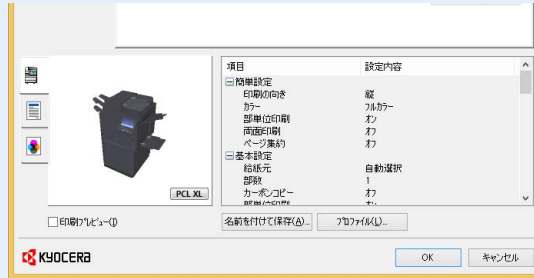 項目 設定内容
簡単設定
印刷の向き 縦
カラー フルカラー
部単位印刷 オン
両面印刷 オフ
ページ集約 オフ
基本設定
給紙元 自動選択
部数 1
カーボンコピー オフ
PCL XL
印刷プレビュー(I)
名前を付けて保存(A)... プロファイル(L)...
KYOCERA
OK キャンセル